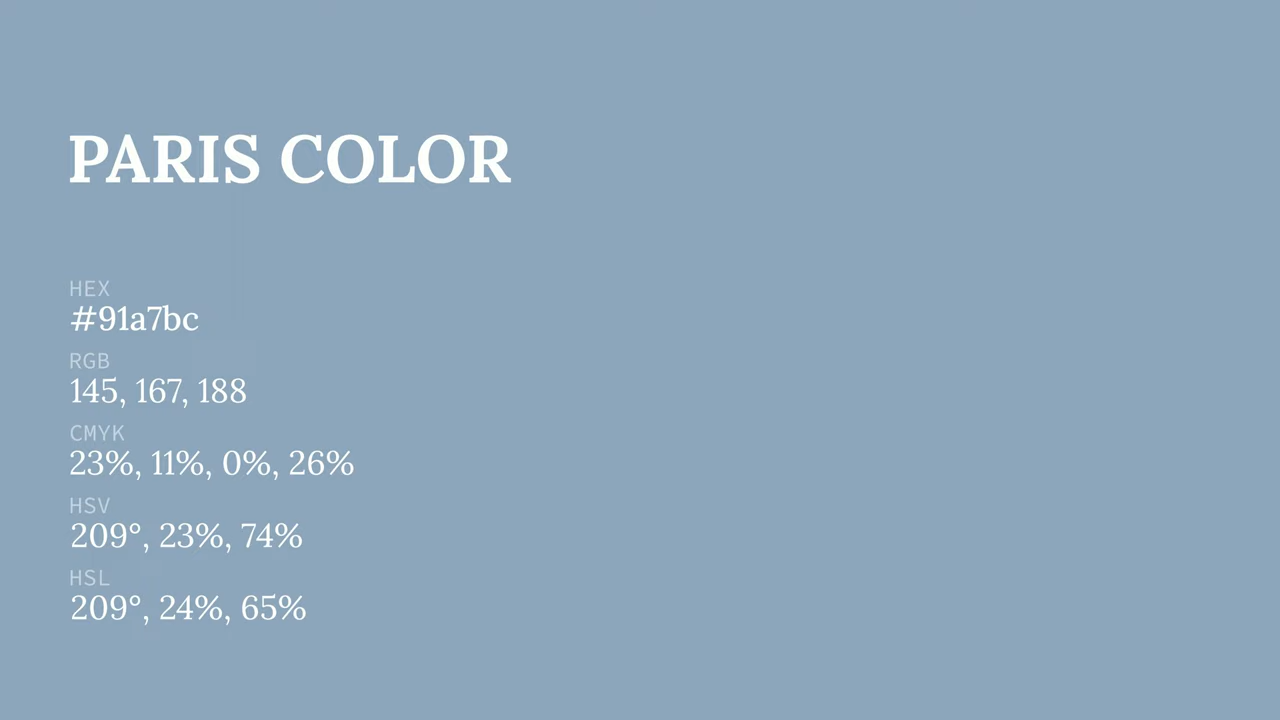 PARIS COLOR
HEX
#91a7bc
RGB
145, 167, 188
CMYK
23%, 11%, 0%, 26%
HSV
209°, 23%, 74%
HSL
209°, 24%, 65%